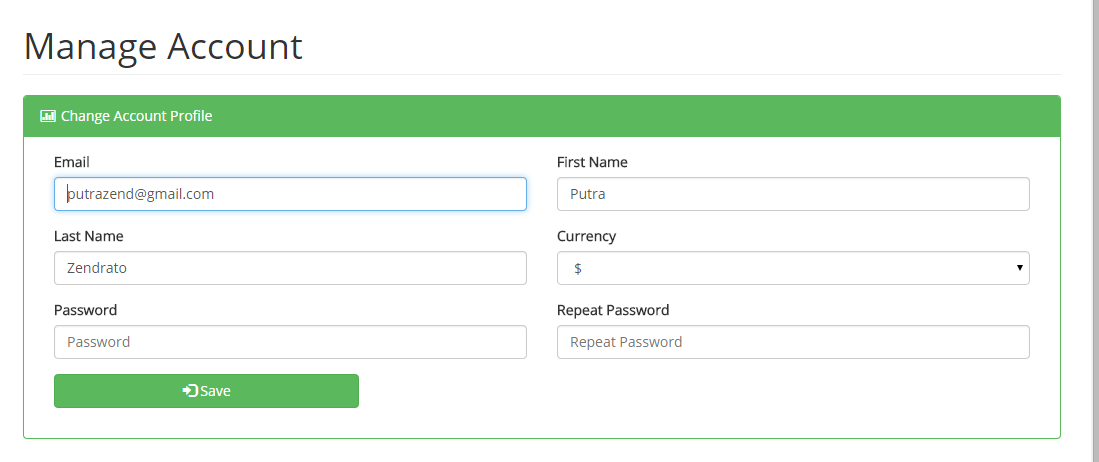 Manage Account
Change Account Profile
Email
First Name
putrazend@gmail.com
Putra
Last Name
Currency
Zendrato
$
Password
Repeat Password
Password
Repeat Password
Save